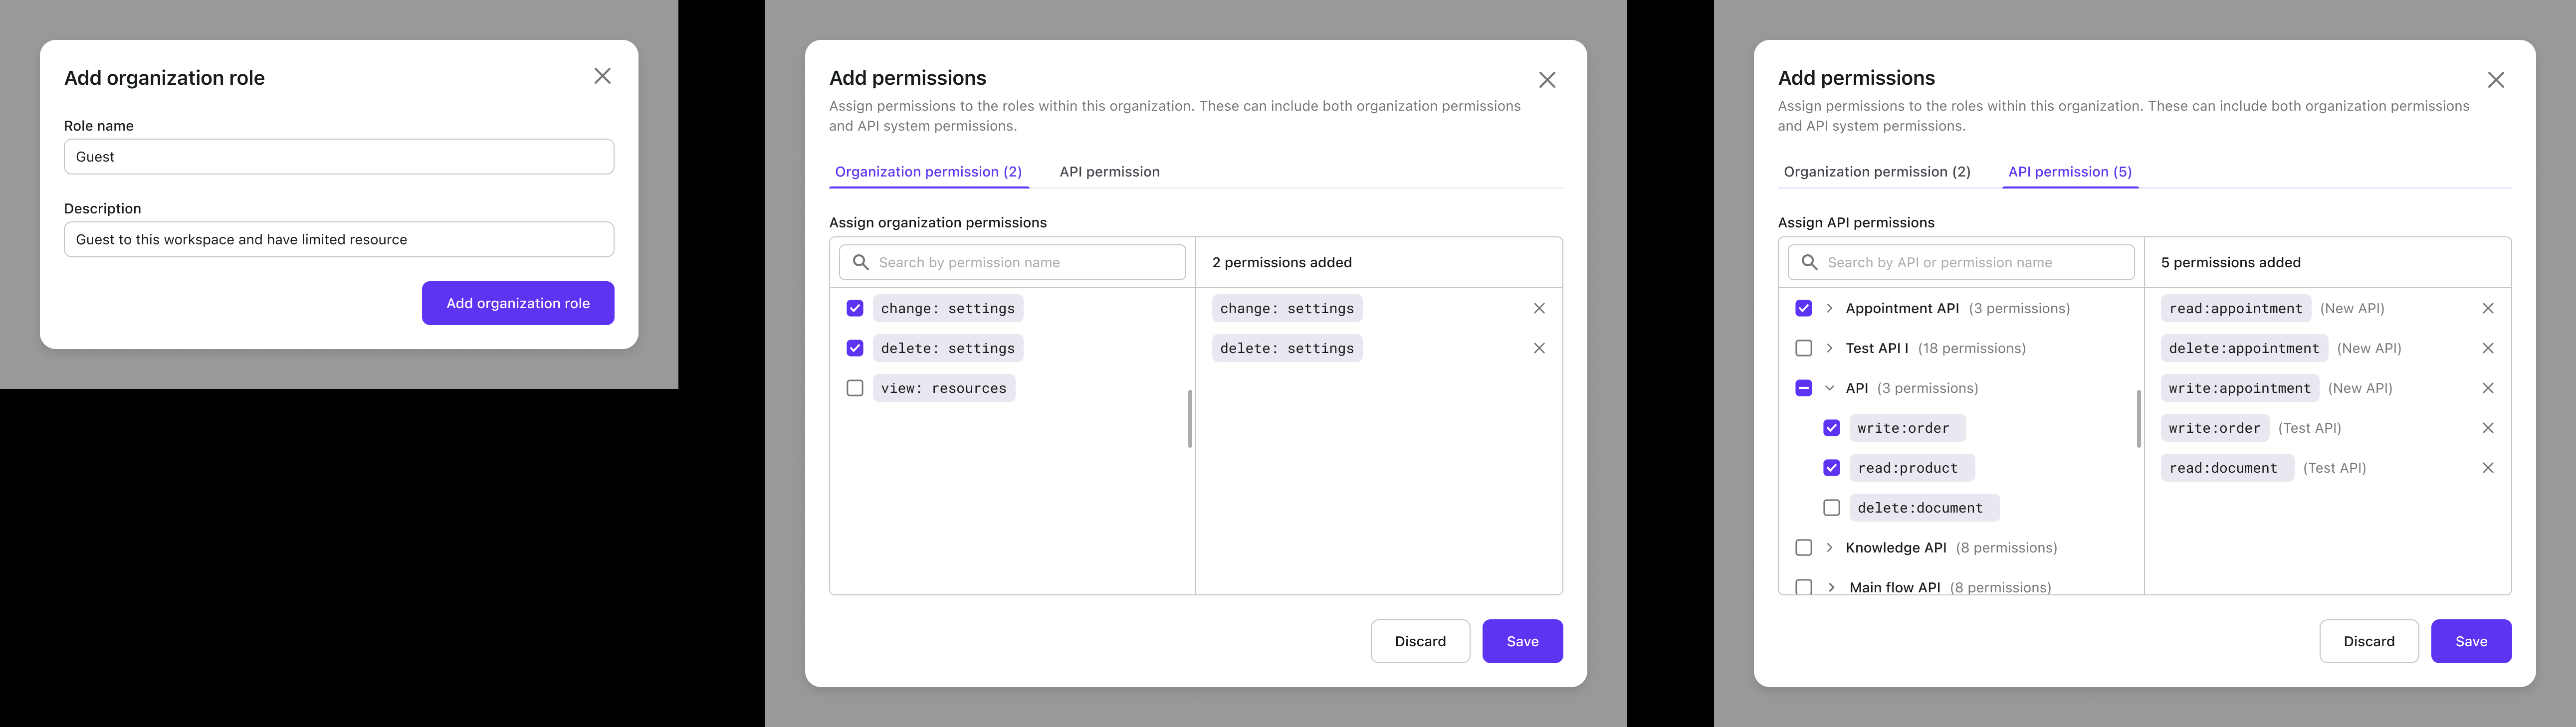 Add organization role
Role name
Guest
Description
Guest to this workspace and have limited resource
Add organization role
Add permissions
Assign permissions to the roles within this organization. These can include both organization permissions
and API system permissions.
Organization permission (2) API permission
Assign organization permissions
Search by permission name 2 permissions added
change: settings change: settings
delete: settings delete: settings
view: resources
Discard Save
Add permissions
Assign permissions to the roles within this organization. These can include both organization permissions
and API system permissions.
Organization permission (2) API permission (5)
Assign API permissions
Search by API or permission name 5 permissions added
Appointment API (3 permissions) read:appointment (New API)
Test API I (18 permissions) delete:appointment (New API)
API (3 permissions) write:appointment (New API)
write:order write:order (Test API)
read:product read:document (Test API)
delete:document
Knowledge API (8 permissions)
Main flow API (8 permissions)
Discard Save